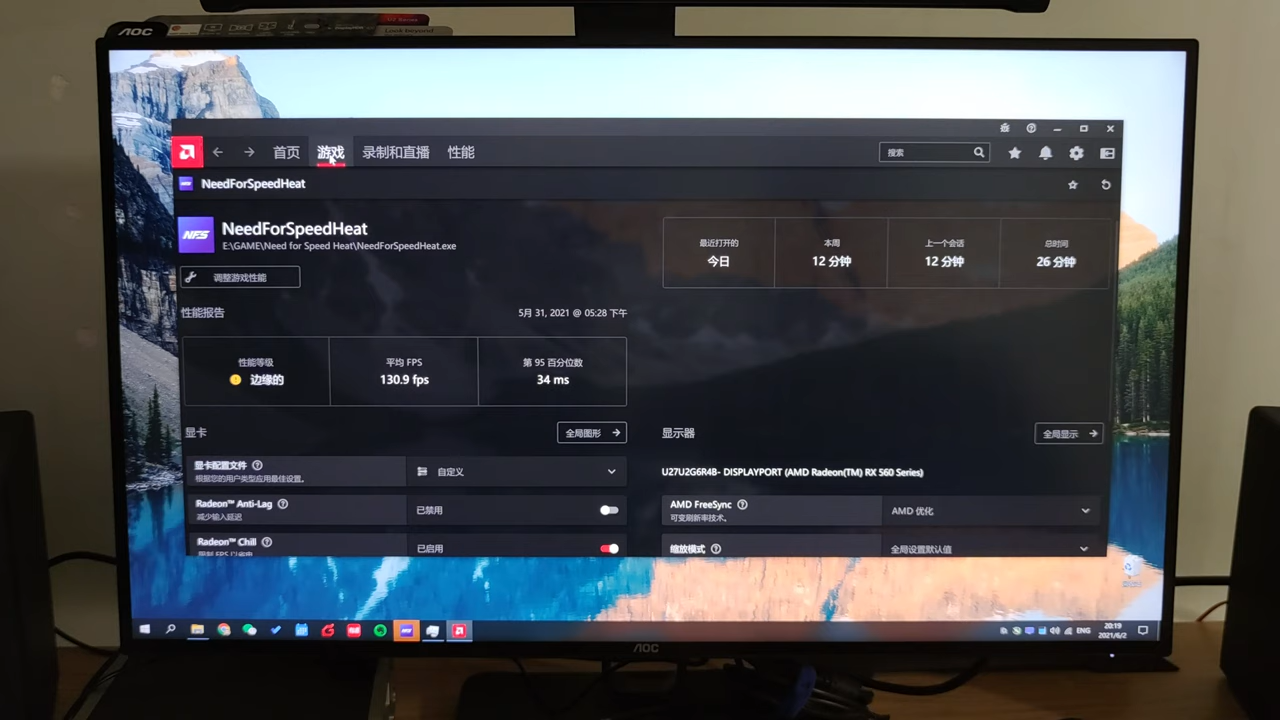 AOC
Look beyond
首页 游戏 录制和直播 性能
搜索
NeedForSpeedHeat
NFS
NeedForSpeedHeat
E:\GAME\Need for Speed Heat\NeedForSpeedHeat.exe
调整游戏性能
最近打开的
今日
本周
12 分钟
上一个会话
12 分钟
总时间
26 分钟
性能报告
5月 31, 2021 @ 05:28 下午
性能等级
边缘的
平均 FPS
130.9 fps
第 95 百分位数
34 ms
显卡
全局图形
显卡配置文件
根据您的用户类型应用最佳设置。
自定义
Radeon™ Anti-Lag
减少输入延迟
已禁用
Radeon™ Chill
限制 FPS 以省电
已启用
显示器
全局显示
U27U2G6R4B- DISPLAYPORT (AMD Radeon(TM) RX 560 Series)
AMD FreeSync
可变刷新率技术。
AMD 优化
缩放模式
全局设置默认值
ENG
20:19
2021/6/2
AOC